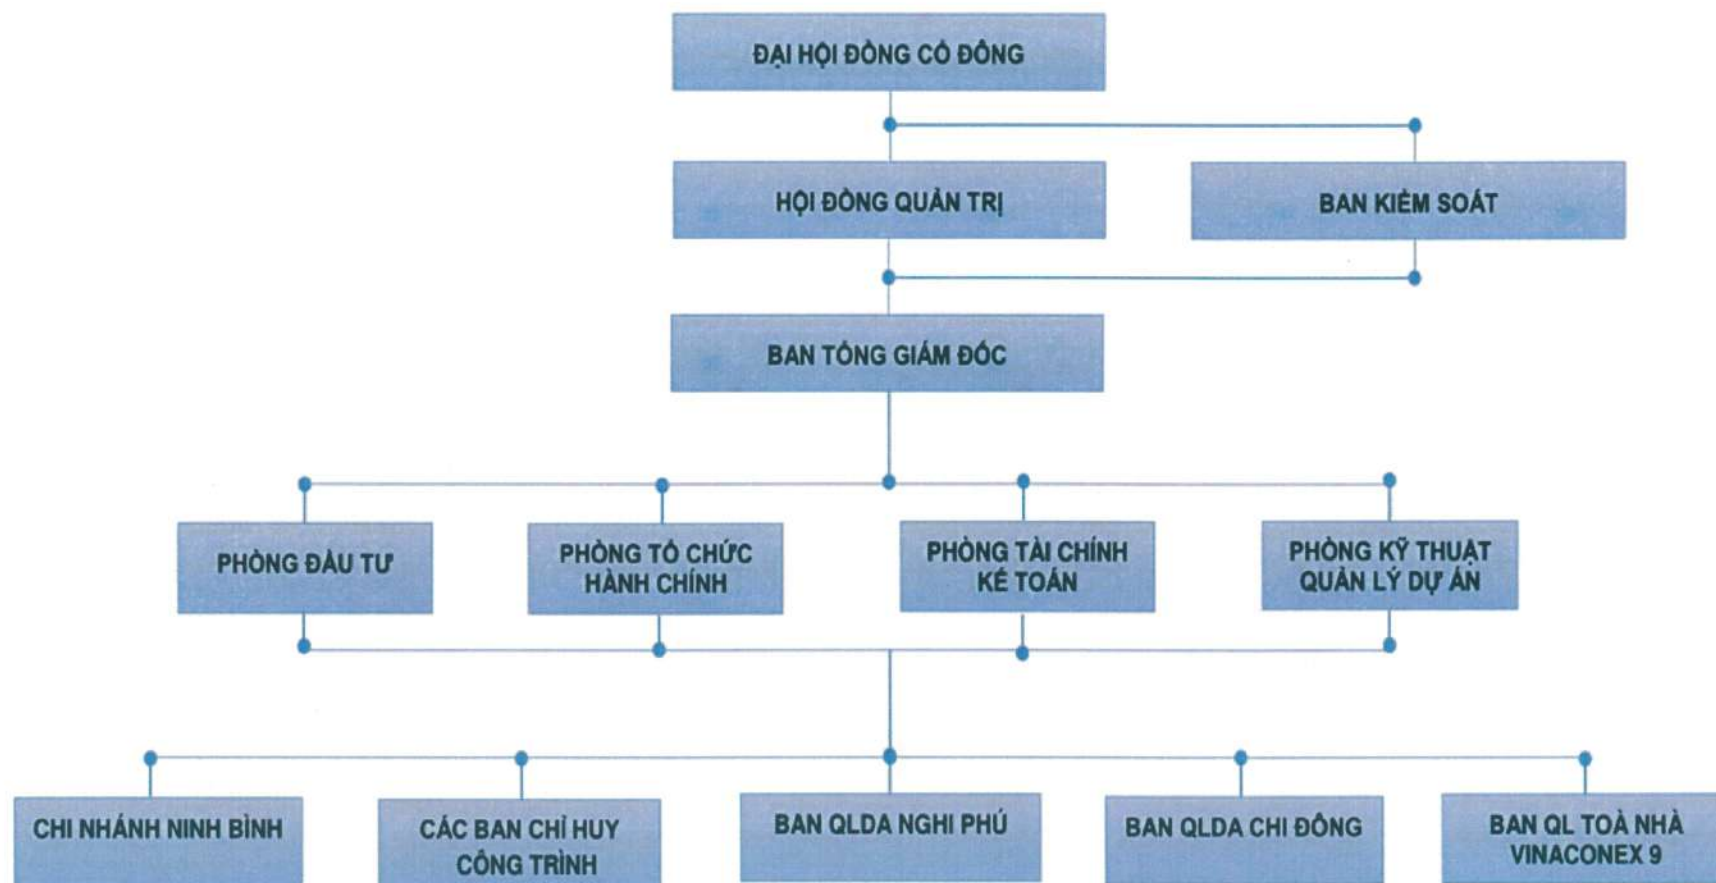 ĐẠI HỘI ĐỒNG CỔ ĐÔNG
HỘI ĐỒNG QUẢN TRỊ
BAN KIỂM SOÁT
BAN TỔNG GIÁM ĐỐC
PHÒNG ĐẦU TƯ
PHÒNG TỔ CHỨC
HÀNH CHÍNH
PHÒNG TÀI CHÍNH
KẾ TOÁN
PHÒNG KỸ THUẬT
QUẢN LÝ DỰ ÁN
CHI NHÁNH NINH BÌNH
CÁC BAN CHỈ HUY
CÔNG TRÌNH
BAN QLDA NGHI PHÚ
BAN QLDA CHI ĐÔNG
BAN QL TOÀ NHÀ
VINACONEX 9